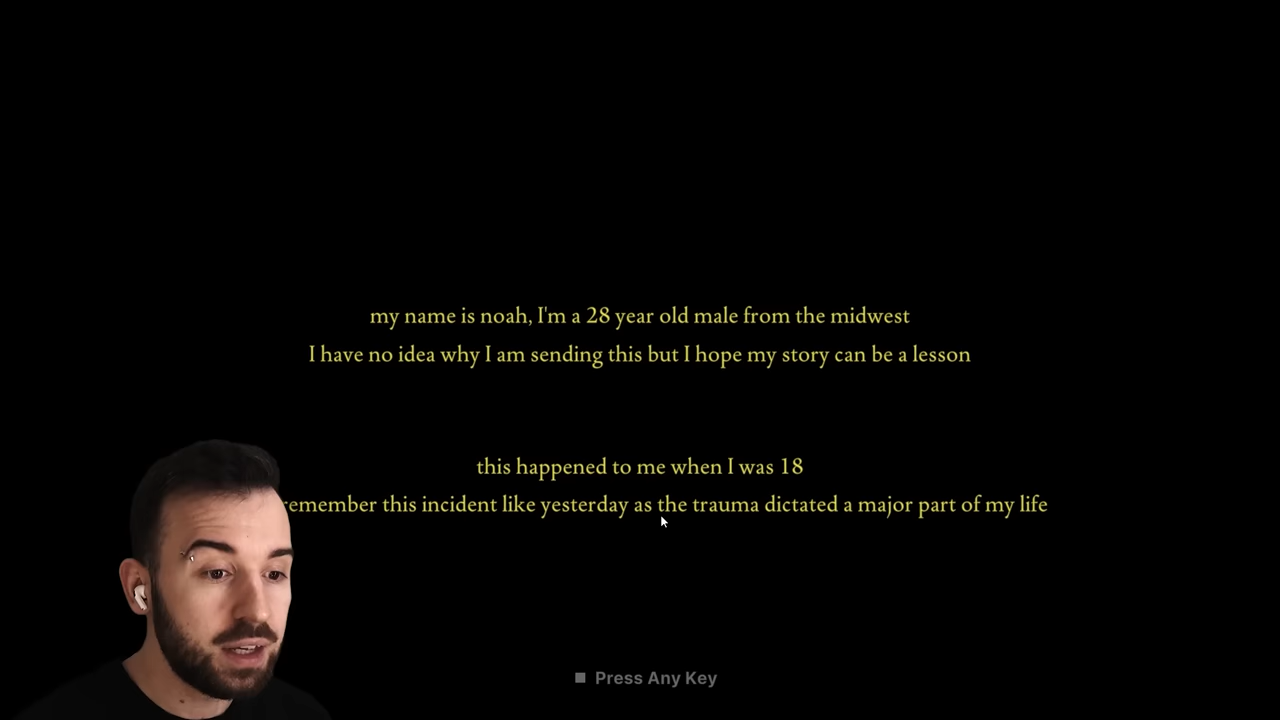 my name is noah, I'm a 28 year old male from the midwest
I have no idea why I am sending this but I hope my story can be a lesson
this happened to me when I was 18
remember this incident like yesterday as the trauma dictated a major part of my life
Press Any Key